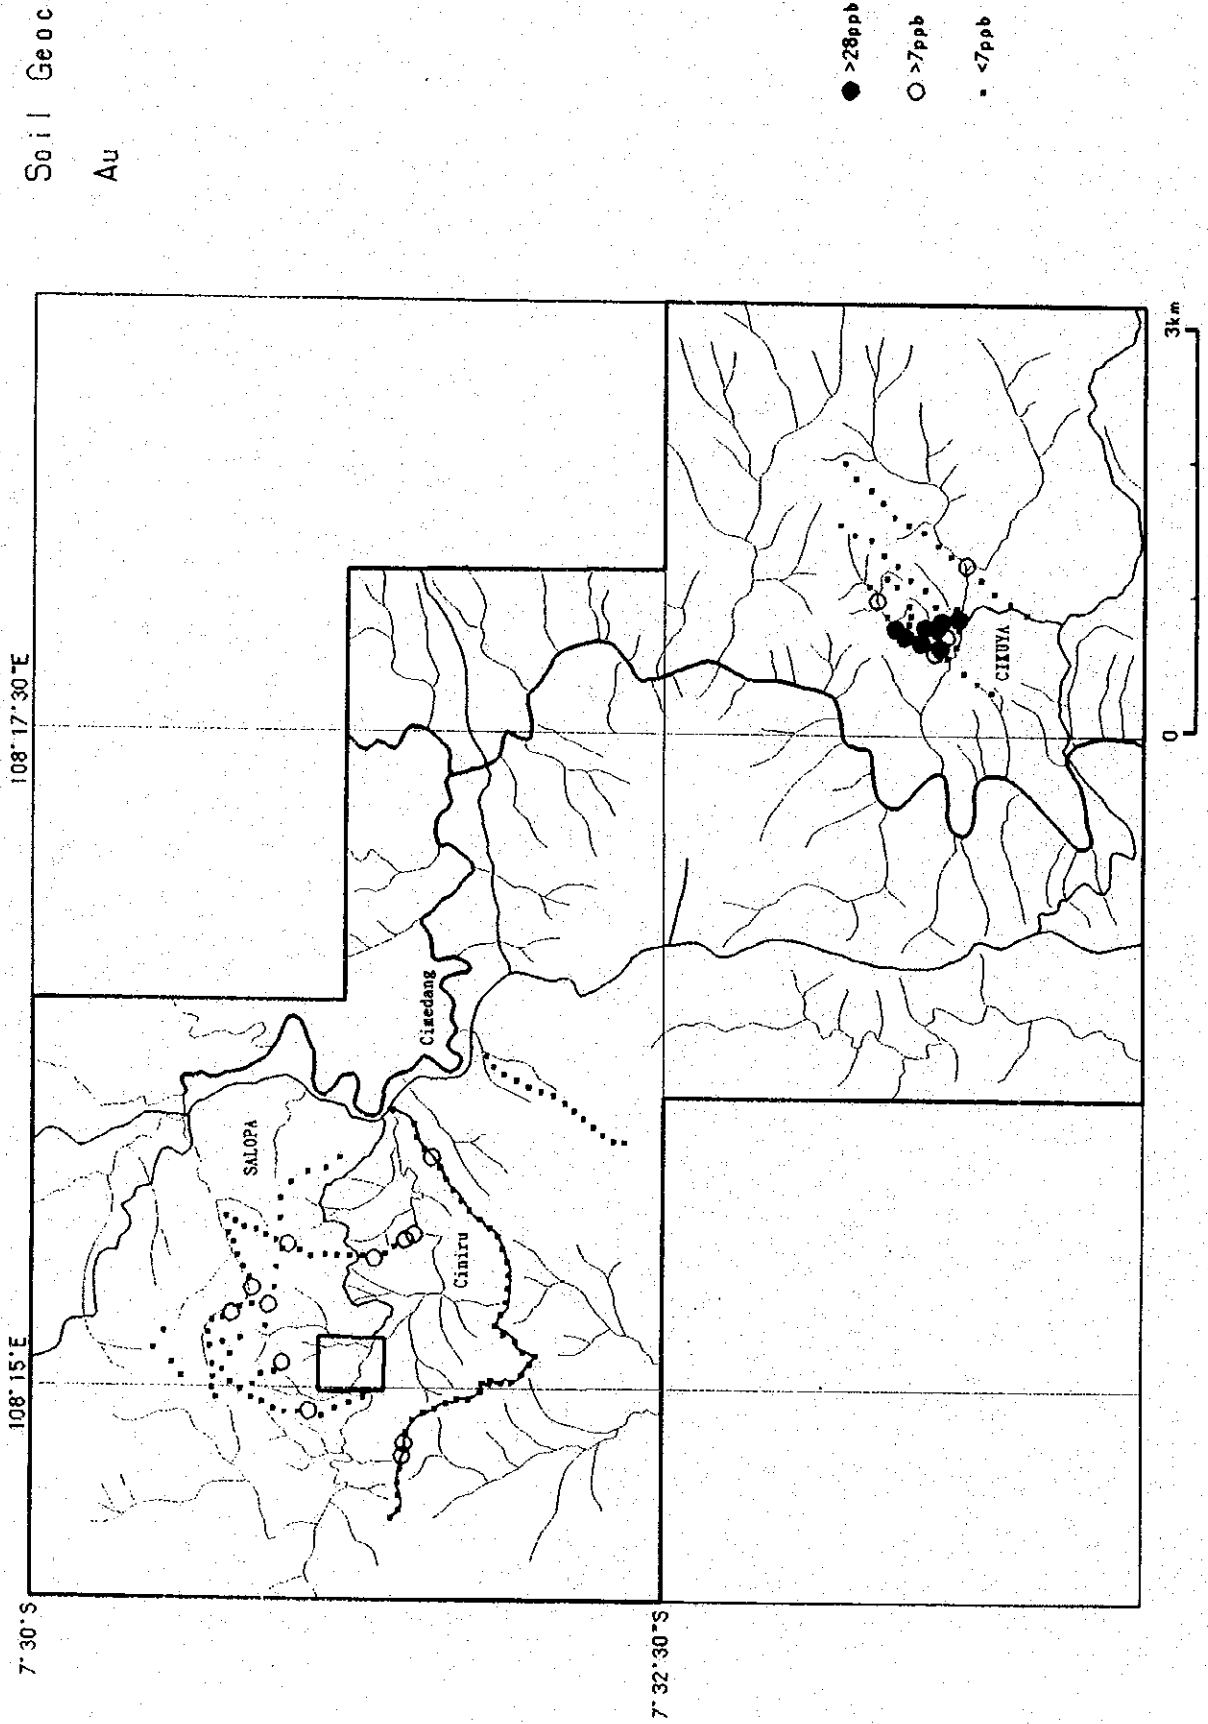 Soil Geoc
Au
108°15'E
108°17'30"E
7°30'S
7°32'30"S
SALOPA
Cimedang
Ciniru
CIKUYA
0
3km
>28ppb
>7ppb
<7ppb